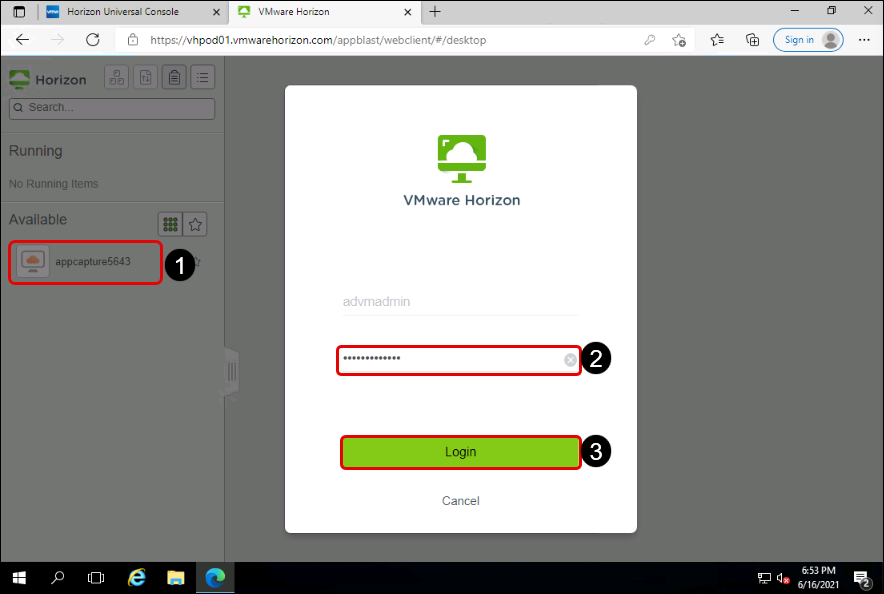 Horizon Universal Console
VMware Horizon
https://vhpod01.vmwarehorizon.com/appblast/webclient/#/desktop
Sign in
Horizon
Search...
Running
No Running Items
Available
appcapture5643
1
VMware Horizon
advmadmin
•••••••••••••
2
Login
3
Cancel
6:53 PM
6/16/2021
2